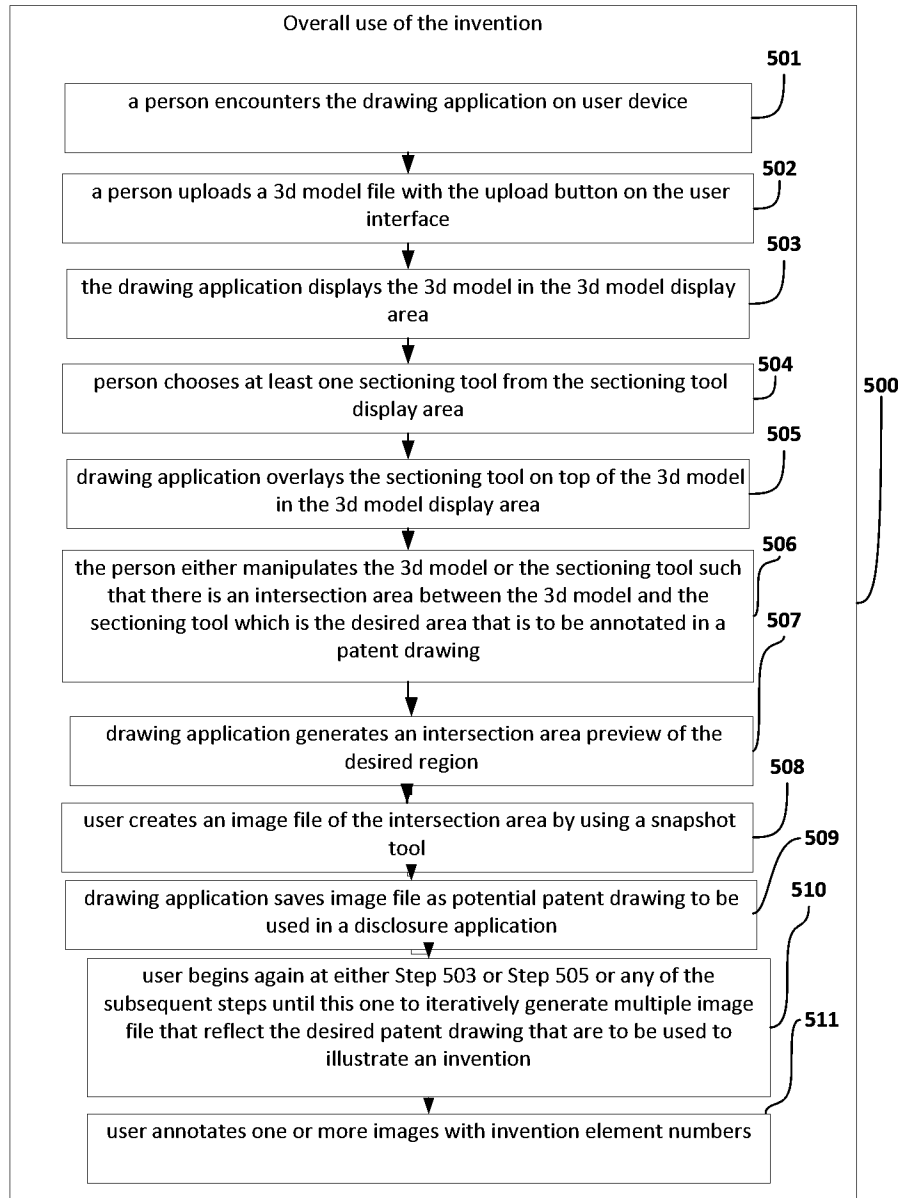 Overall use of the invention
501
a person encounters the drawing application on user device
502
a person uploads a 3d model file with the upload button on the user
interface
503
the drawing application displays the 3d model in the 3d model display
area
504
person chooses at least one sectioning tool from the sectioning tool
display area
500
505
drawing application overlays the sectioning tool on top of the 3d model
in the 3d model display area
506
the person either manipulates the 3d model or the sectioning tool such
that there is an intersection area between the 3d model and the
sectioning tool which is the desired area that is to be annotated in a
patent drawing
507
drawing application generates an intersection area preview of the
desired region
508
user creates an image file of the intersection area by using a snapshot
tool
509
drawing application saves image file as potential patent drawing to be
used in a disclosure application
510
user begins again at either Step 503 or Step 505 or any of the
subsequent steps until this one to iteratively generate multiple image
file that reflect the desired patent drawing that are to be used to
illustrate an invention
511
user annotates one or more images with invention element numbers